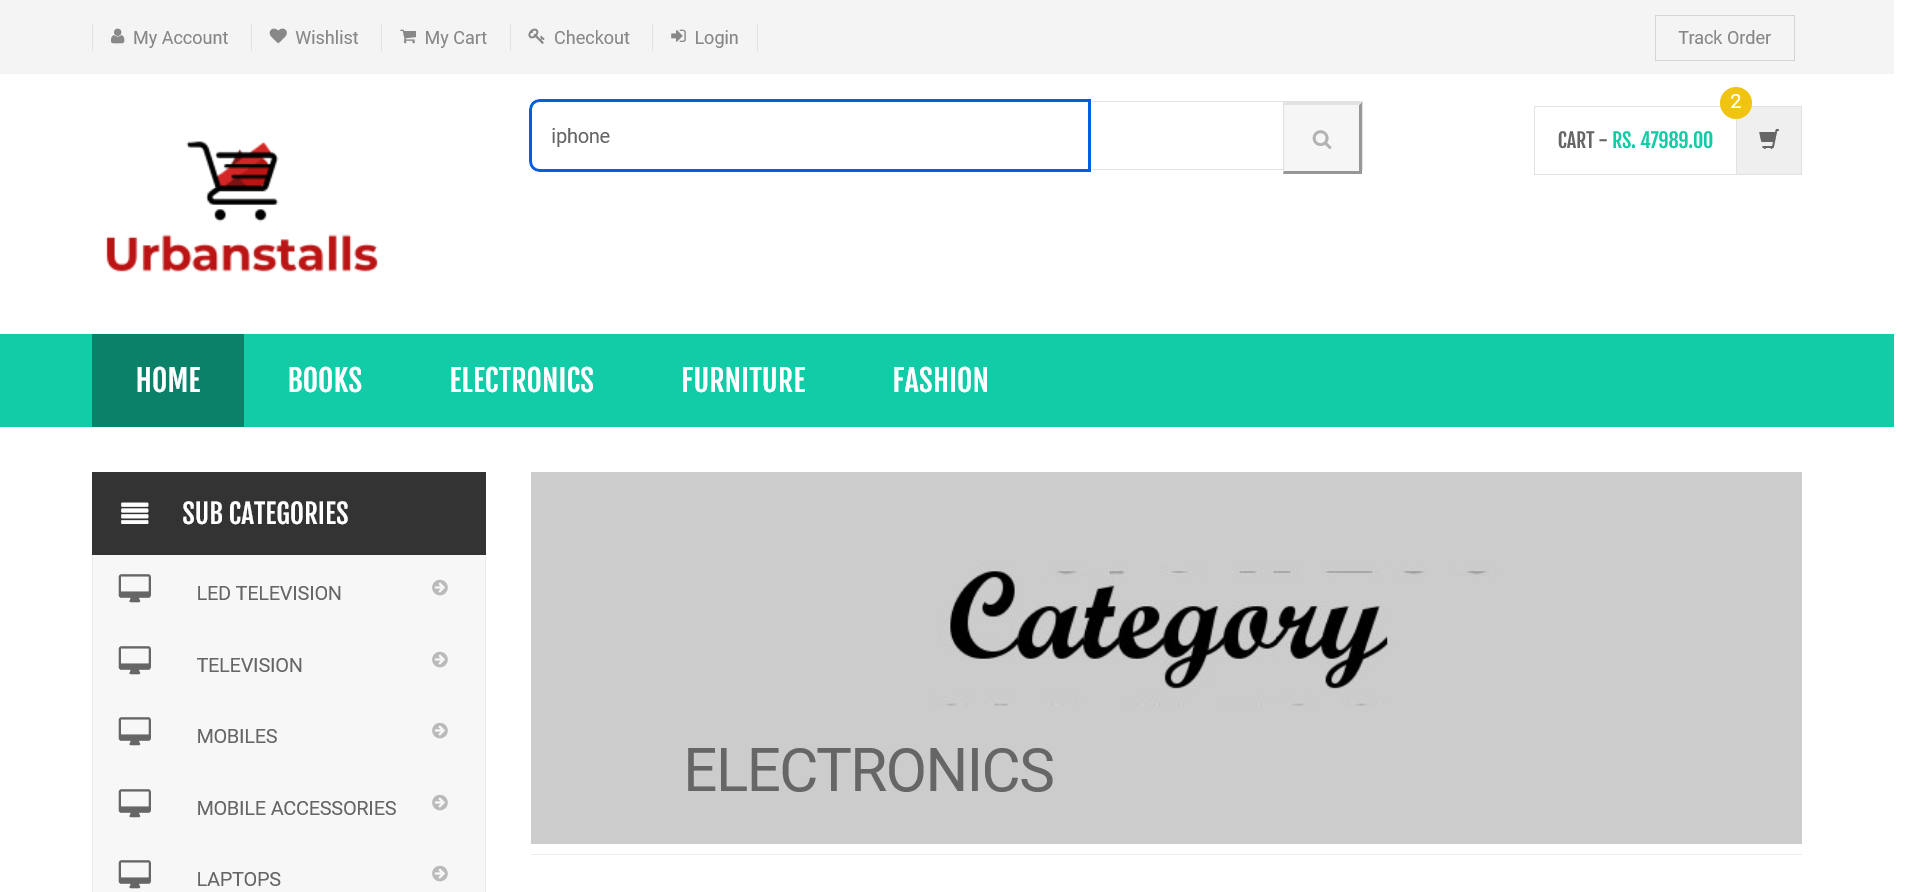 My Account
Wishlist
My Cart
Checkout
Login
Track Order
iphone
2
CART - RS. 47989.00
Urbanstalls
HOME
BOOKS
ELECTRONICS
FURNITURE
FASHION
SUB CATEGORIES
LED TELEVISION
TELEVISION
MOBILES
MOBILE ACCESSORIES
LAPTOPS
Category
ELECTRONICS